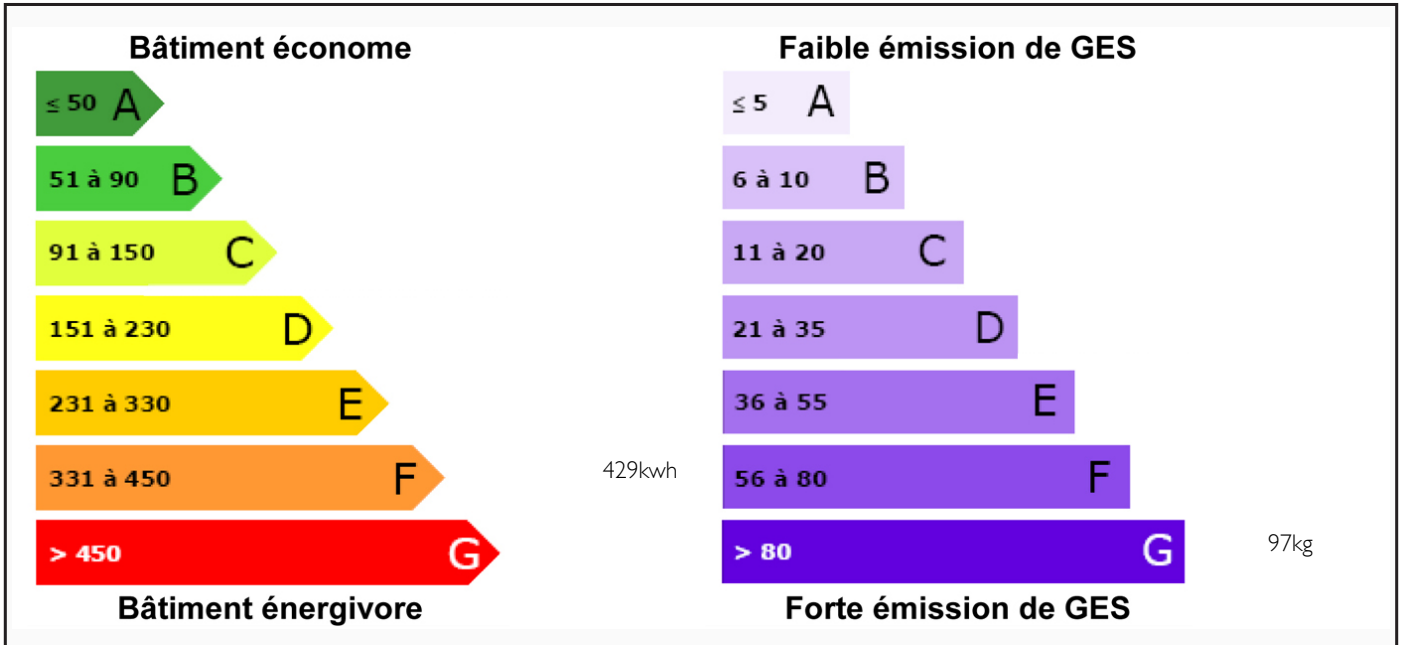 Bâtiment économe
≤ 50 A
51 à 90 B
91 à 150 C
151 à 230 D
231 à 330 E
331 à 450 F
429kwh
> 450 G
Bâtiment énergivore
Faible émission de GES
≤ 5 A
6 à 10 B
11 à 20 C
21 à 35 D
36 à 55 E
56 à 80 F
> 80 G
97kg
Forte émission de GES